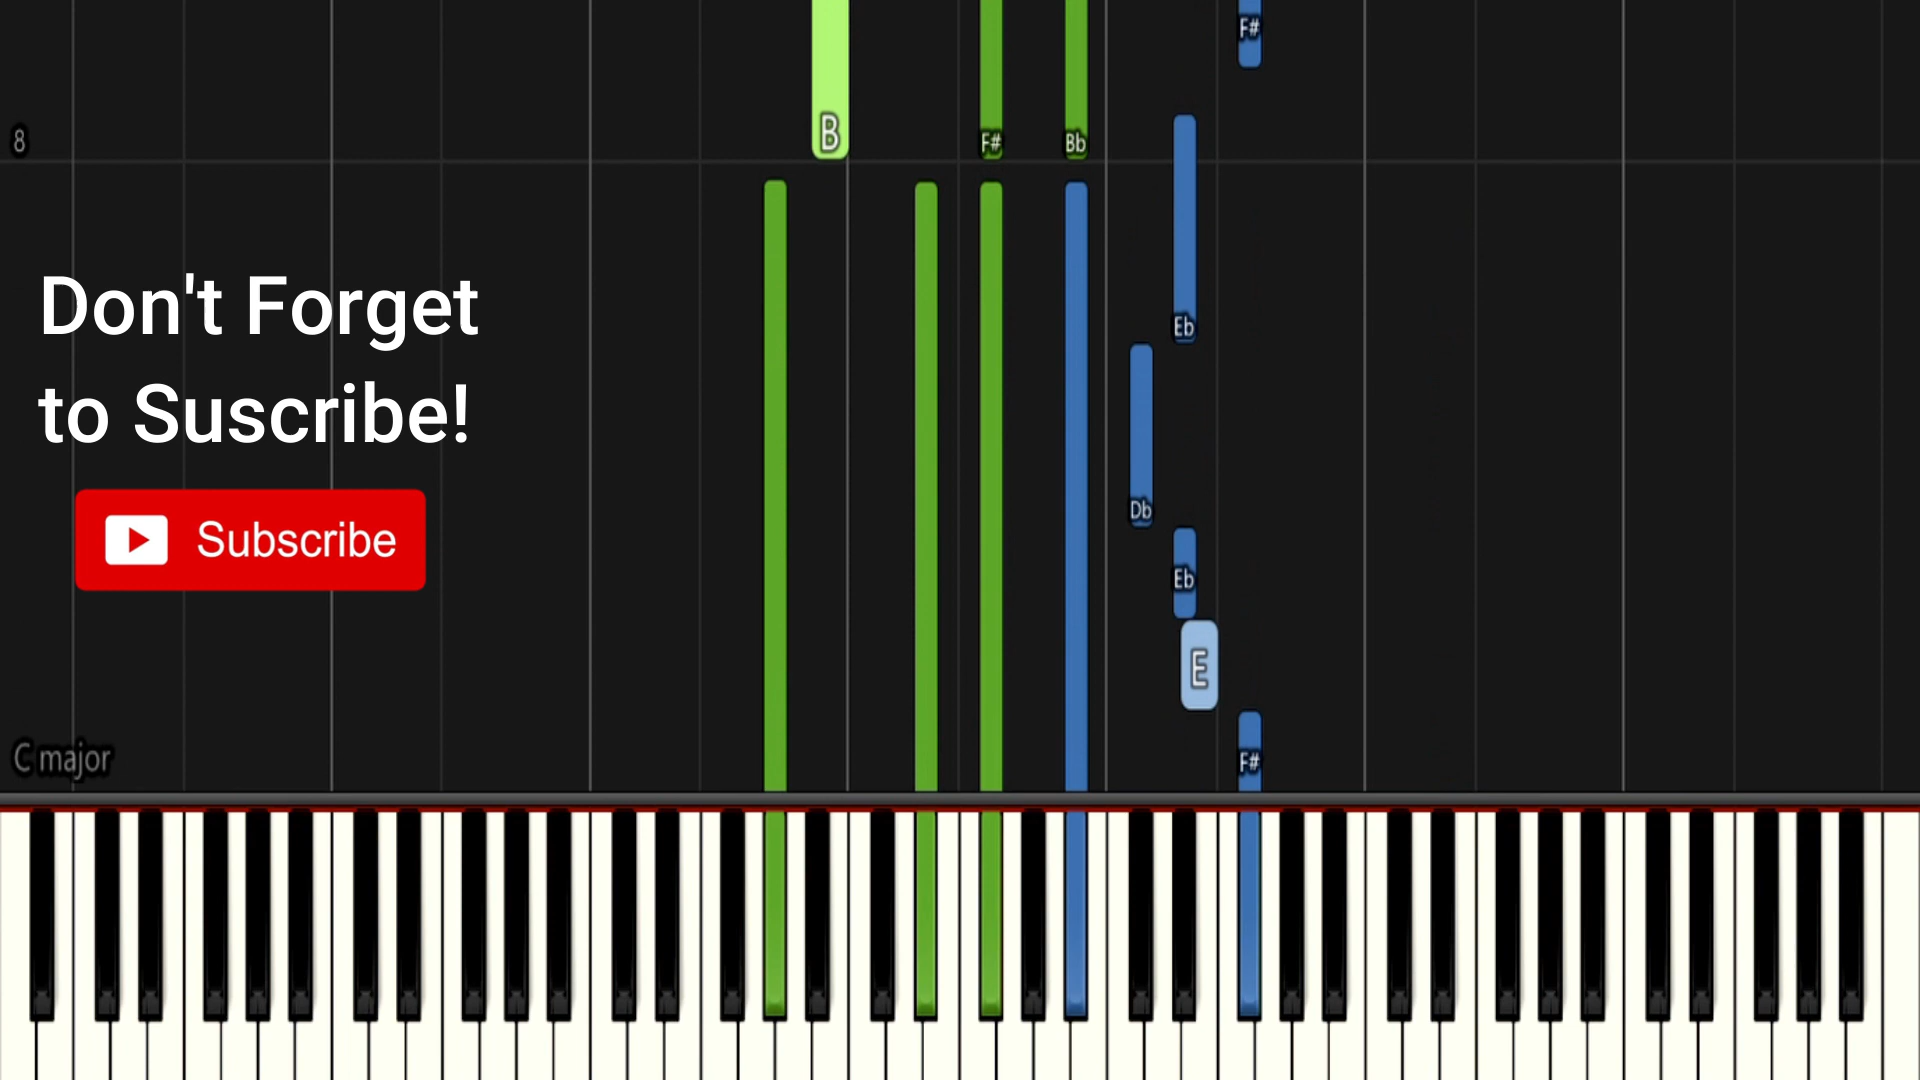 F#
8
B
F#
Bb
Don't Forget
to Suscribe!
Eb
Db
Subscribe
Eb
E
C major
F#